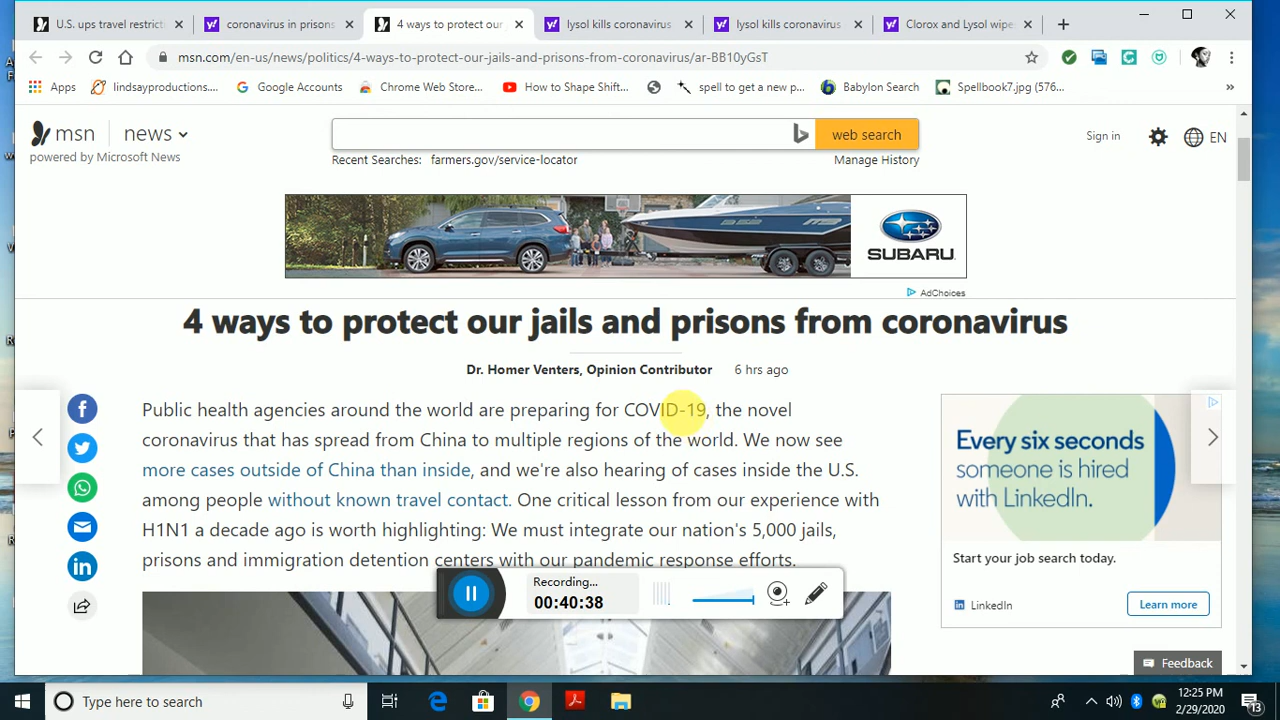 U.S. ups travel restrict
coronavirus in prisons
4 ways to protect our
lysol kills coronavirus
lysol kills coronavirus
Clorox and Lysol wipe
msn.com/en-us/news/politics/4-ways-to-protect-our-jails-and-prisons-from-coronavirus/ar-BB10yGsT
Apps
lindsayproductions....
Google Accounts
Chrome Web Store...
How to Shape Shift...
spell to get a new p...
Babylon Search
Spellbook7.jpg (576...
msn
news
powered by Microsoft News
web search
Sign in
EN
Recent Searches: farmers.gov/service-locator
Manage History
SUBARU
AdChoices
4 ways to protect our jails and prisons from coronavirus
Dr. Homer Venters, Opinion Contributor 6 hrs ago
Public health agencies around the world are preparing for COVID-19, the novel
coronavirus that has spread from China to multiple regions of the world. We now see
more cases outside of China than inside, and we're also hearing of cases inside the U.S.
among people without known travel contact. One critical lesson from our experience with
H1N1 a decade ago is worth highlighting: We must integrate our nation's 5,000 jails,
prisons and immigration detention centers with our pandemic response efforts.
Every six seconds
someone is hired
with LinkedIn.
Start your job search today.
LinkedIn
Learn more
Recording...
00:40:38
Feedback
Type here to search
12:25 PM
2/29/2020
13